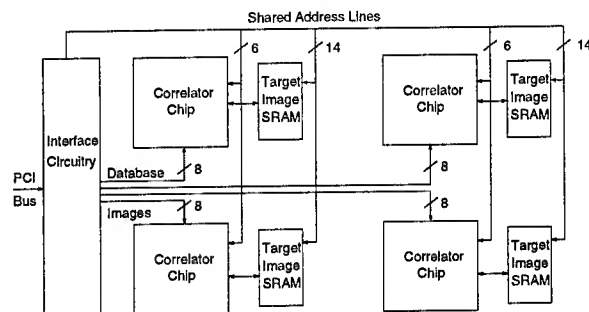 Shared Address Lines
6
14
6
14
Correlator
Chip
Target
Image
SRAM
Correlator
Chip
Target
Image
SRAM
Interface
CIrcuitry
PCI
Bus
Database
8
8
Images
8
8
Correlator
Chip
Target
Image
SRAM
Correlator
Chip
Target
Image
SRAM